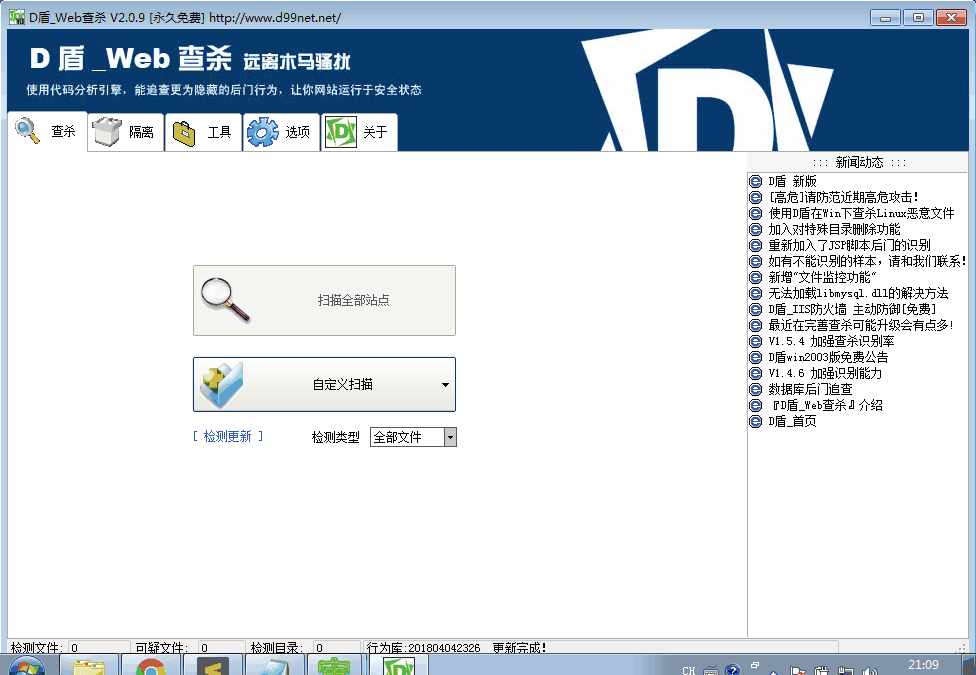 D盾_Web查杀 V2.0.9 [永久免费] http://www.d99net.net/
D 盾 _Web 查杀 远离木马骚扰
使用代码分析引擎，能追查更为隐藏的后门行为，让你网站运行于安全状态
查杀 隔离 工具 选项 关于
::: 新闻动态 :::
D盾 新版
[高危]请防范近期高危攻击!
使用D盾在Win下查杀Linux恶意文件
加入对特殊目录删除功能
重新加入了JSP脚本后门的识别
如有不能识别的样本，请和我们联系!
新增"文件监控功能"
无法加载libmysql.dll的解决方法
D盾_IIS防火墙 主动防御[免费]
最近在完善查杀可能升级会有点多!
V1.5.4 加强查杀识别率
D盾win2003版免费公告
V1.4.6 加强识别能力
数据库后门追查
『D盾_Web查杀』介绍
D盾_首页
扫描全部站点
自定义扫描
[ 检测更新 ] 检测类型 全部文件
检测文件: 0 可疑文件: 0 检测目录: 0 行为库:201804042326 更新完成!
CH 21:09